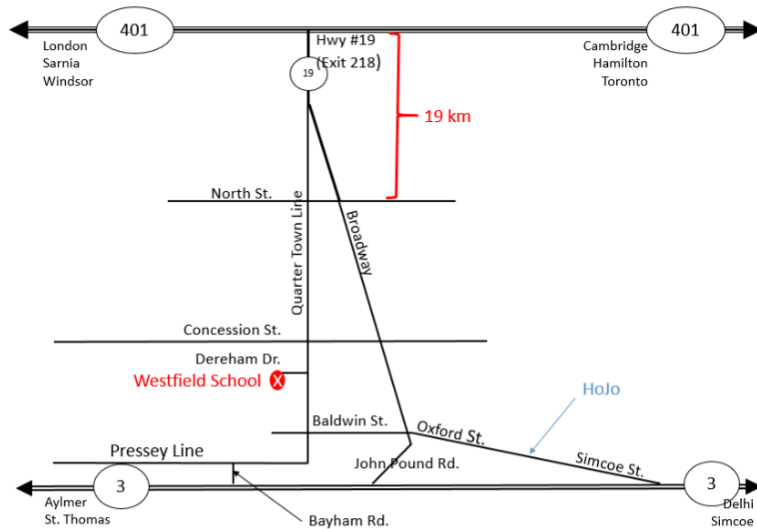 401
401
London
Sarnia
Windsor
Hwy #19
(Exit 218)
Cambridge
Hamilton
Toronto
19
19 km
North St.
Quarter Town Line
Broadway
Concession St.
Dereham Dr.
Westfield School
X
HoJo
Baldwin St.
Oxford St.
Pressey Line
John Pound Rd.
Simcoe St.
3
3
Aylmer
St. Thomas
Bayham Rd.
Delhi
Simcoe